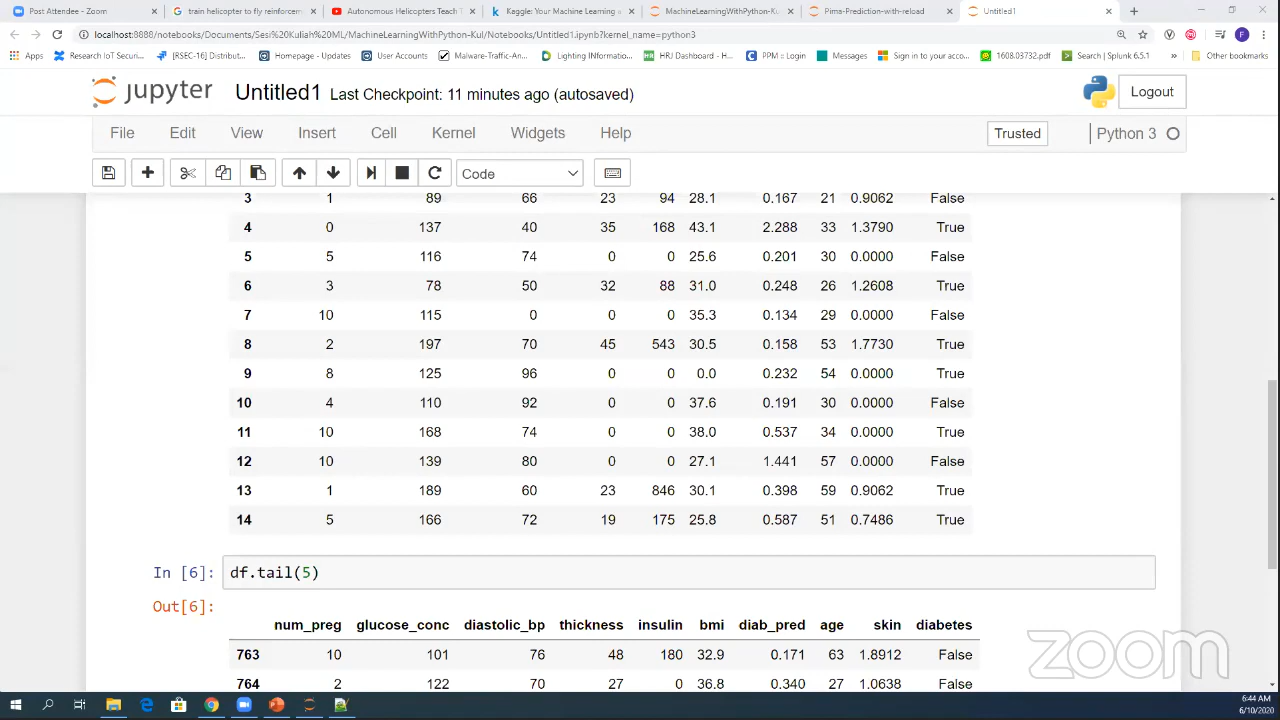 Post Attendee - Zoom
train helicopter to fly reinforcem
Autonomous Helicopters Teach T
Kaggle: Your Machine Learning a
MachineLearningWithPython-Kul
Pima-Prediction-with-reload
Untitled1
localhost:8888/notebooks/Documents/Sesi%20Kuliah%20ML/MachineLearningWithPython-Kul/Notebooks/Untitled1.ipynb?kernel_name=python3
Apps
Research IoT Securi...
[RSEC-16] Distribut...
Homepage - Updates
User Accounts
Malware-Traffic-An...
Lighting Informatio...
HRJ Dashboard - H...
PPM :: Login
Messages
Sign in to your acco...
1608.03732.pdf
Search | Splunk 6.5.1
Other bookmarks
jupyter Untitled1 Last Checkpoint: 11 minutes ago (autosaved)
Logout
File Edit View Insert Cell Kernel Widgets Help
Trusted
Python 3
Code
3 1 89 66 23 94 28.1 0.167 21 0.9062 False
4 0 137 40 35 168 43.1 2.288 33 1.3790 True
5 5 116 74 0 0 25.6 0.201 30 0.0000 False
6 3 78 50 32 88 31.0 0.248 26 1.2608 True
7 10 115 0 0 0 35.3 0.134 29 0.0000 False
8 2 197 70 45 543 30.5 0.158 53 1.7730 True
9 8 125 96 0 0 0.0 0.232 54 0.0000 True
10 4 110 92 0 0 37.6 0.191 30 0.0000 False
11 10 168 74 0 0 38.0 0.537 34 0.0000 True
12 10 139 80 0 0 27.1 1.441 57 0.0000 False
13 1 189 60 23 846 30.1 0.398 59 0.9062 True
14 5 166 72 19 175 25.8 0.587 51 0.7486 True
In [6]: df.tail(5)
Out[6]:
num_preg glucose_conc diastolic_bp thickness insulin bmi diab_pred age skin diabetes
763 10 101 76 48 180 32.9 0.171 63 1.8912 False
764 2 122 70 27 0 36.8 0.340 27 1.0638 False
zoom
6:44 AM
6/10/2020